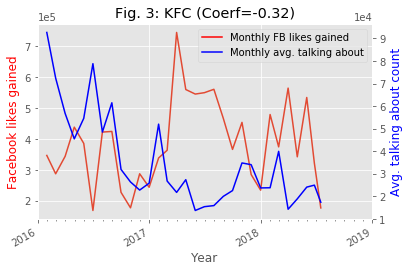 Fig. 3: KFC (Coerf=-0.32)
1e5
1e4
Monthly FB likes gained
Monthly avg. talking about
Facebook likes gained
7
6
5
4
3
2
Avg. talking about count
9
8
7
6
5
4
3
2
1
2016
2017
2018
2019
Year